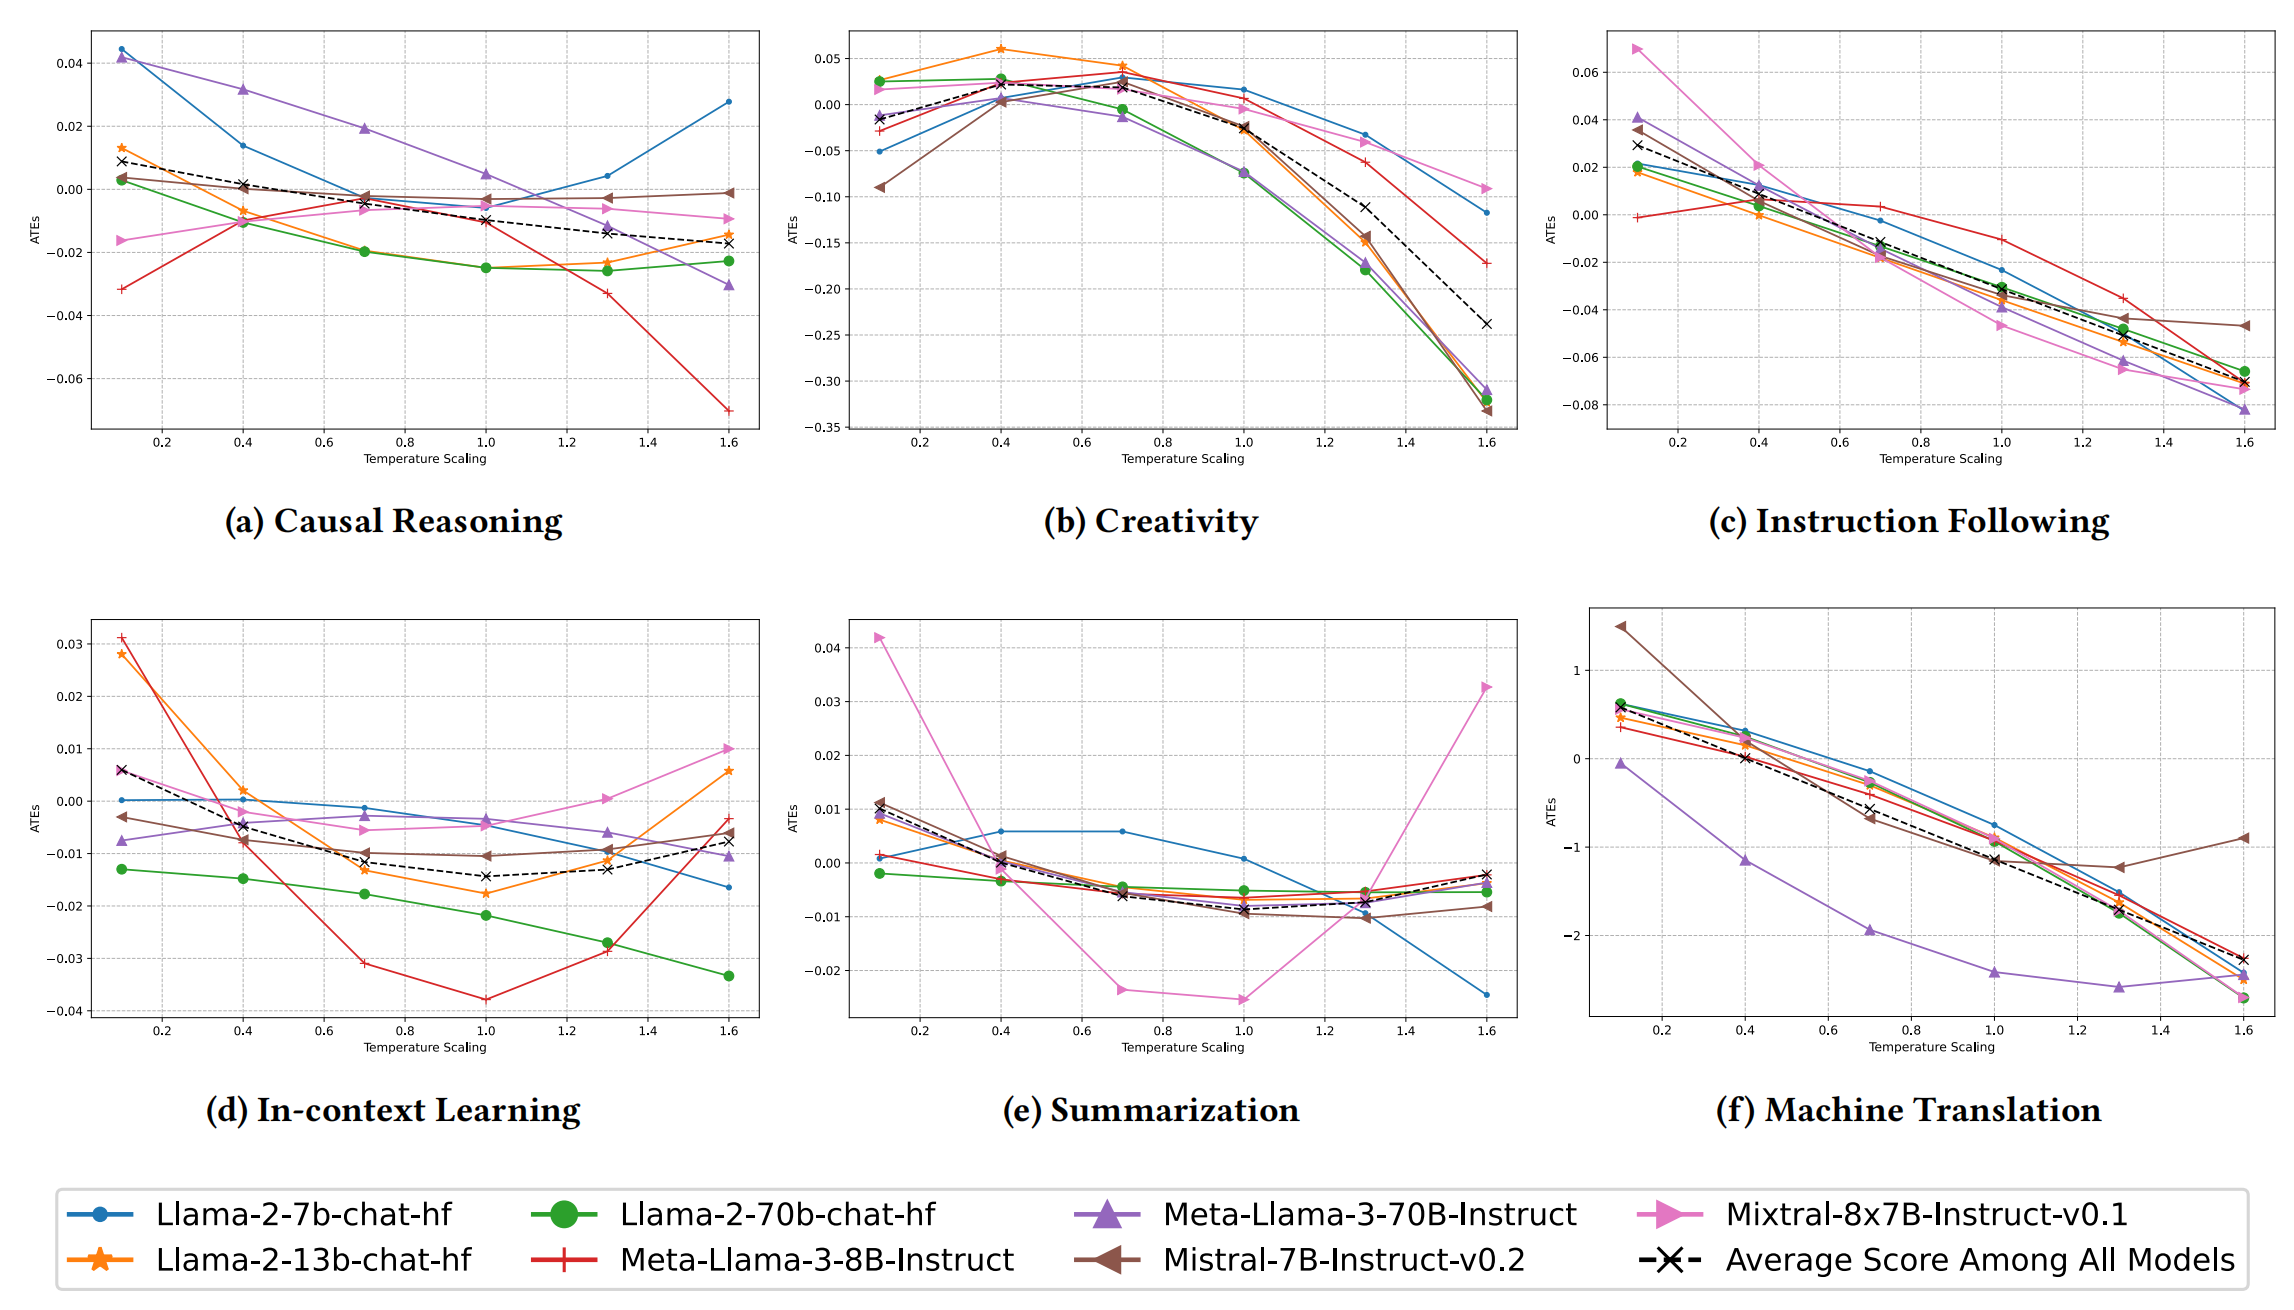 0.04
0.02
0.00
−0.02
−0.04
−0.06
ATEs
0.2 0.4 0.6 0.8 1.0 1.2 1.4 1.6
Temperature Scaling
(a) Causal Reasoning
0.05
0.00
−0.05
−0.10
−0.15
−0.20
−0.25
−0.30
−0.35
ATEs
0.2 0.4 0.6 0.8 1.0 1.2 1.4 1.6
Temperature Scaling
(b) Creativity
0.06
0.04
0.02
0.00
−0.02
−0.04
−0.06
−0.08
ATEs
0.2 0.4 0.6 0.8 1.0 1.2 1.4 1.6
Temperature Scaling
(c) Instruction Following
0.03
0.02
0.01
0.00
−0.01
−0.02
−0.03
−0.04
ATEs
0.2 0.4 0.6 0.8 1.0 1.2 1.4 1.6
Temperature Scaling
(d) In-context Learning
0.04
0.03
0.02
0.01
0.00
−0.01
−0.02
ATEs
0.2 0.4 0.6 0.8 1.0 1.2 1.4 1.6
Temperature Scaling
(e) Summarization
1
0
−1
−2
ATEs
0.2 0.4 0.6 0.8 1.0 1.2 1.4 1.6
Temperature Scaling
(f) Machine Translation
Llama-2-7b-chat-hf Llama-2-70b-chat-hf Meta-Llama-3-70B-Instruct Mixtral-8x7B-Instruct-v0.1
Llama-2-13b-chat-hf Meta-Llama-3-8B-Instruct Mistral-7B-Instruct-v0.2 Average Score Among All Models